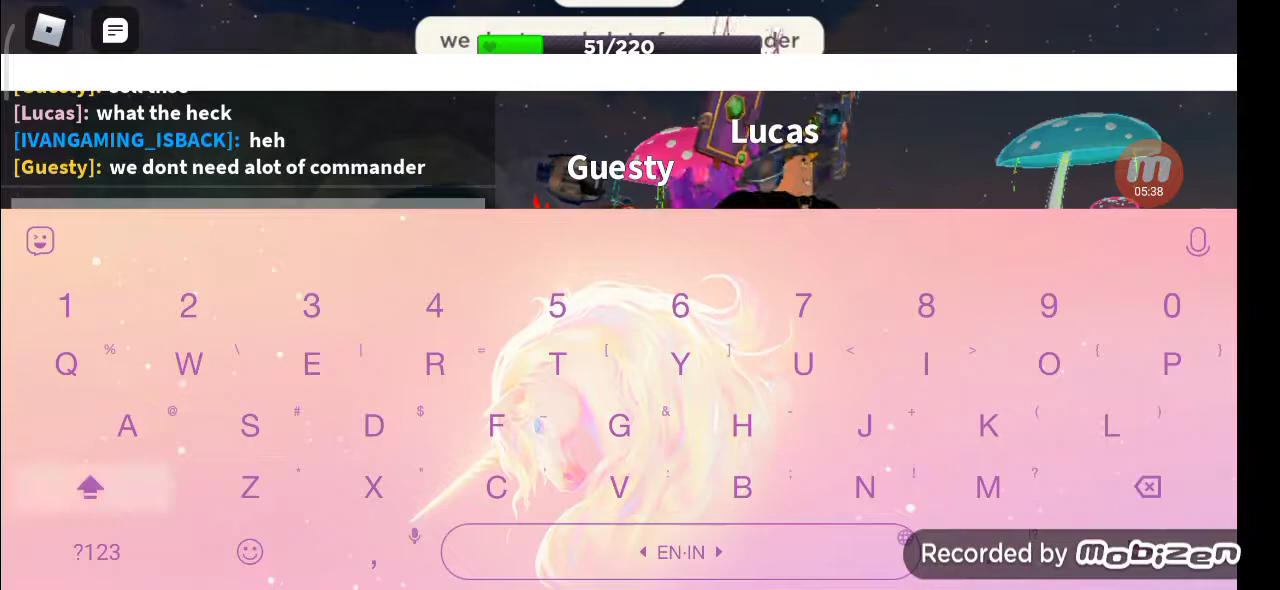 we
der
51/220
[Lucas]: what the heck
[IVANGAMING_ISBACK]: heh
[Guesty]: we dont need alot of commander
Lucas
Guesty
05:38
1 2 3 4 5 6 7 8 9 0
% \ | = [ ] < > { }
Q W E R T Y U I O P
@ # $ _ & - + ( )
A S D F G H J K L
* " ' : ; ! ?
Z X C V B N M
?123 , EN·IN
Recorded by mobizen